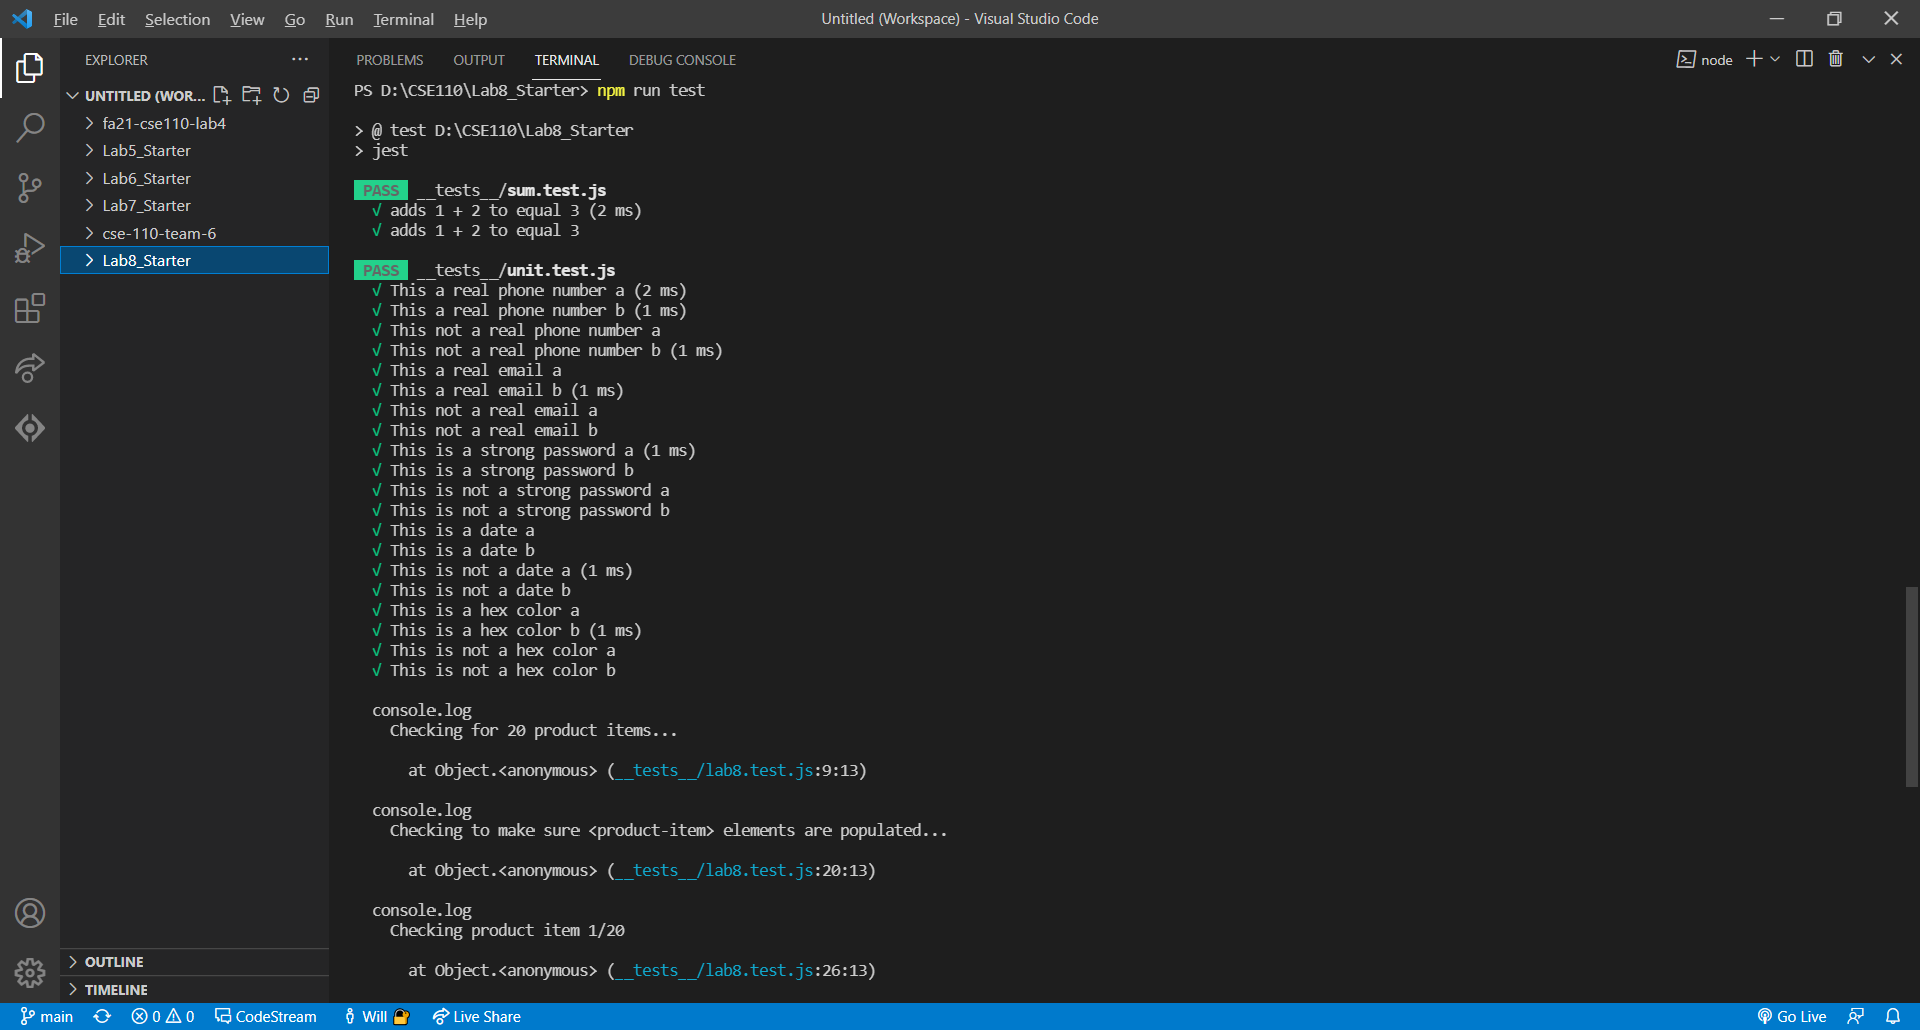 File Edit Selection View Go Run Terminal Help
Untitled (Workspace) - Visual Studio Code
EXPLORER
UNTITLED (WOR...
fa21-cse110-lab4
Lab5_Starter
Lab6_Starter
Lab7_Starter
cse-110-team-6
Lab8_Starter
OUTLINE
TIMELINE
PROBLEMS OUTPUT TERMINAL DEBUG CONSOLE
node
PS D:\CSE110\Lab8_Starter> npm run test
> @ test D:\CSE110\Lab8_Starter
> jest
PASS __tests__/sum.test.js
√ adds 1 + 2 to equal 3 (2 ms)
√ adds 1 + 2 to equal 3
PASS __tests__/unit.test.js
√ This a real phone number a (2 ms)
√ This a real phone number b (1 ms)
√ This not a real phone number a
√ This not a real phone number b (1 ms)
√ This a real email a
√ This a real email b (1 ms)
√ This not a real email a
√ This not a real email b
√ This is a strong password a (1 ms)
√ This is a strong password b
√ This is not a strong password a
√ This is not a strong password b
√ This is a date a
√ This is a date b
√ This is not a date a (1 ms)
√ This is not a date b
√ This is a hex color a
√ This is a hex color b (1 ms)
√ This is not a hex color a
√ This is not a hex color b
console.log
Checking for 20 product items...
at Object.<anonymous> (__tests__/lab8.test.js:9:13)
console.log
Checking to make sure <product-item> elements are populated...
at Object.<anonymous> (__tests__/lab8.test.js:20:13)
console.log
Checking product item 1/20
at Object.<anonymous> (__tests__/lab8.test.js:26:13)
main 0 0 CodeStream Will Live Share Go Live